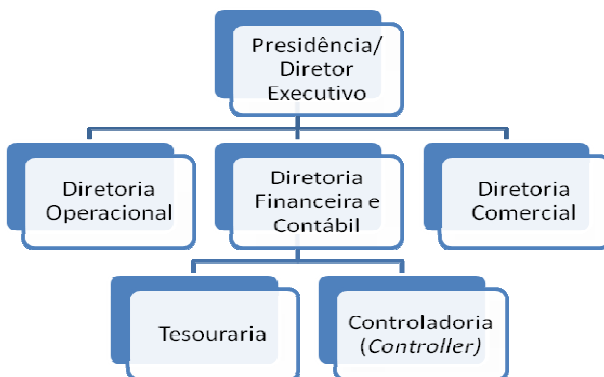 Presidência/
Diretor
Executivo
Diretoria
Operacional
Diretoria
Financeira e
Contábil
Diretoria
Comercial
Tesouraria
Controladoria
(Controller)